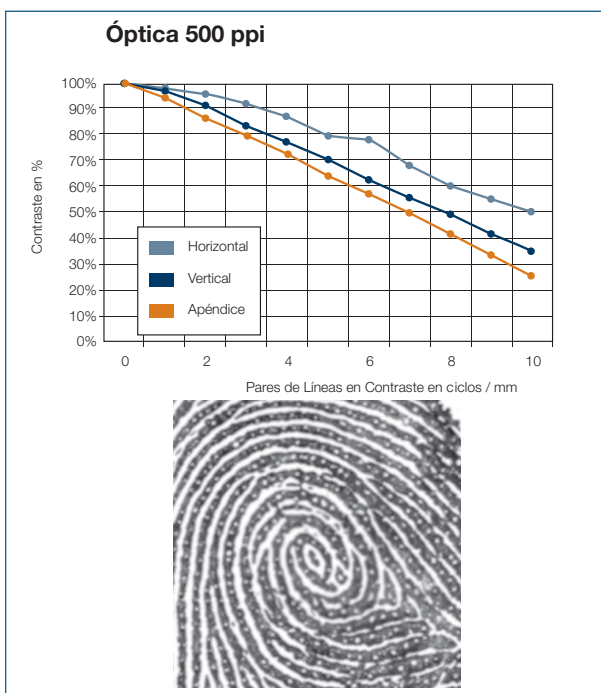 Óptica 500 ppi
100%
90%
80%
70%
60%
50%
40%
30%
20%
10%
0%
Contraste en %
Horizontal
Vertical
Apéndice
0 2 4 6 8 10
Pares de Líneas en Contraste en ciclos / mm